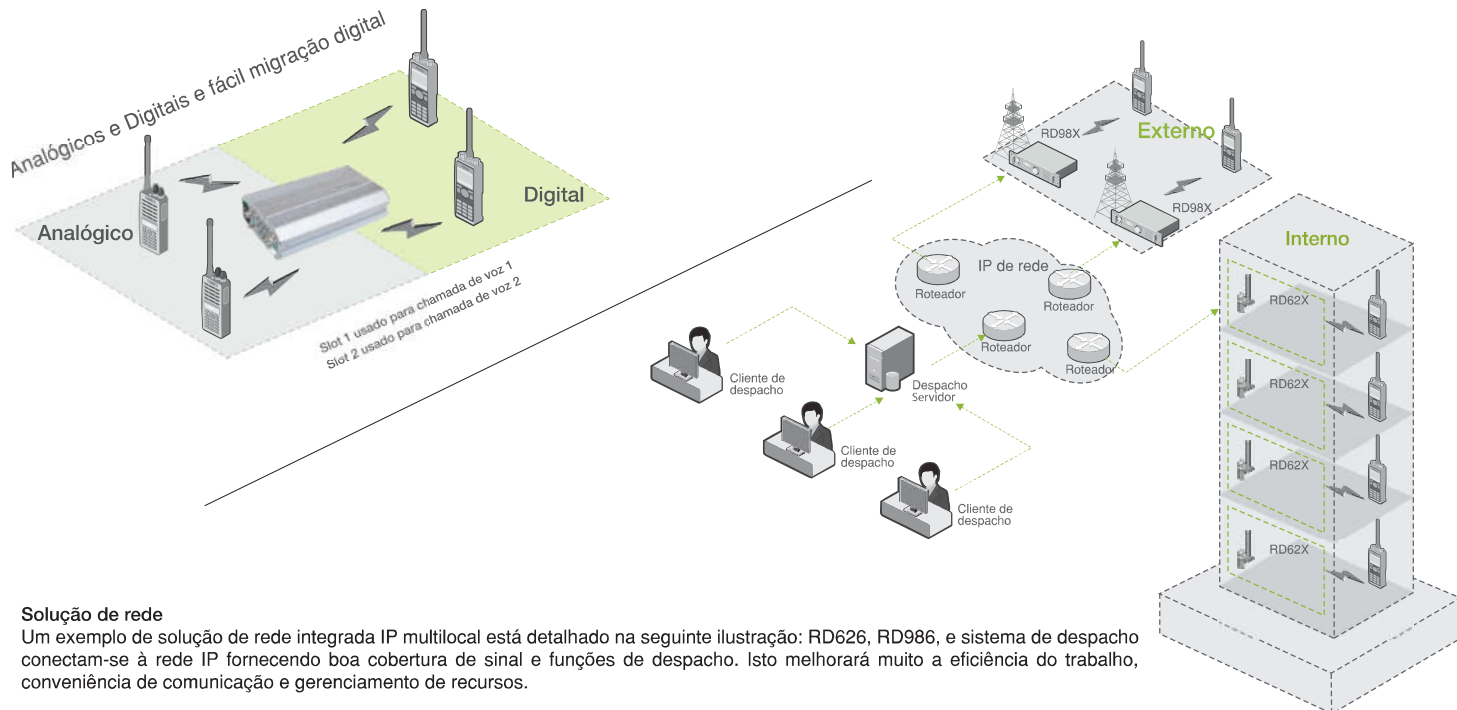 Analógicos e Digitais e fácil migração digital
Analógico
Digital
Slot 1 usado para chamada de voz 1
Slot 2 usado para chamada de voz 2
RD98X
Externo
RD98X
Interno
IP de rede
Roteador
Roteador
Roteador
Roteador
RD62X
RD62X
RD62X
RD62X
Cliente de
despacho
Despacho
Servidor
Cliente de
despacho
Cliente de
despacho
Solução de rede
Um exemplo de solução de rede integrada IP multilocal está detalhado na seguinte ilustração: RD626, RD986, e sistema de despacho
conectam-se à rede IP fornecendo boa cobertura de sinal e funções de despacho. Isto melhorará muito a eficiência do trabalho,
conveniência de comunicação e gerenciamento de recursos.